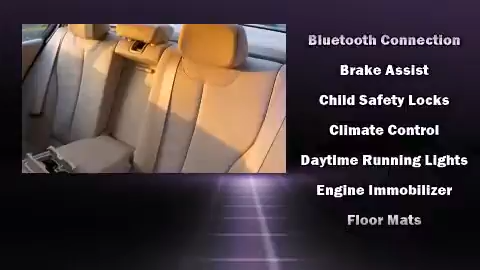 Bluetooth Connection
Brake Assist
Child Safety Locks
Climate Control
Daytime Running Lights
Engine Immobilizer
Floor Mats